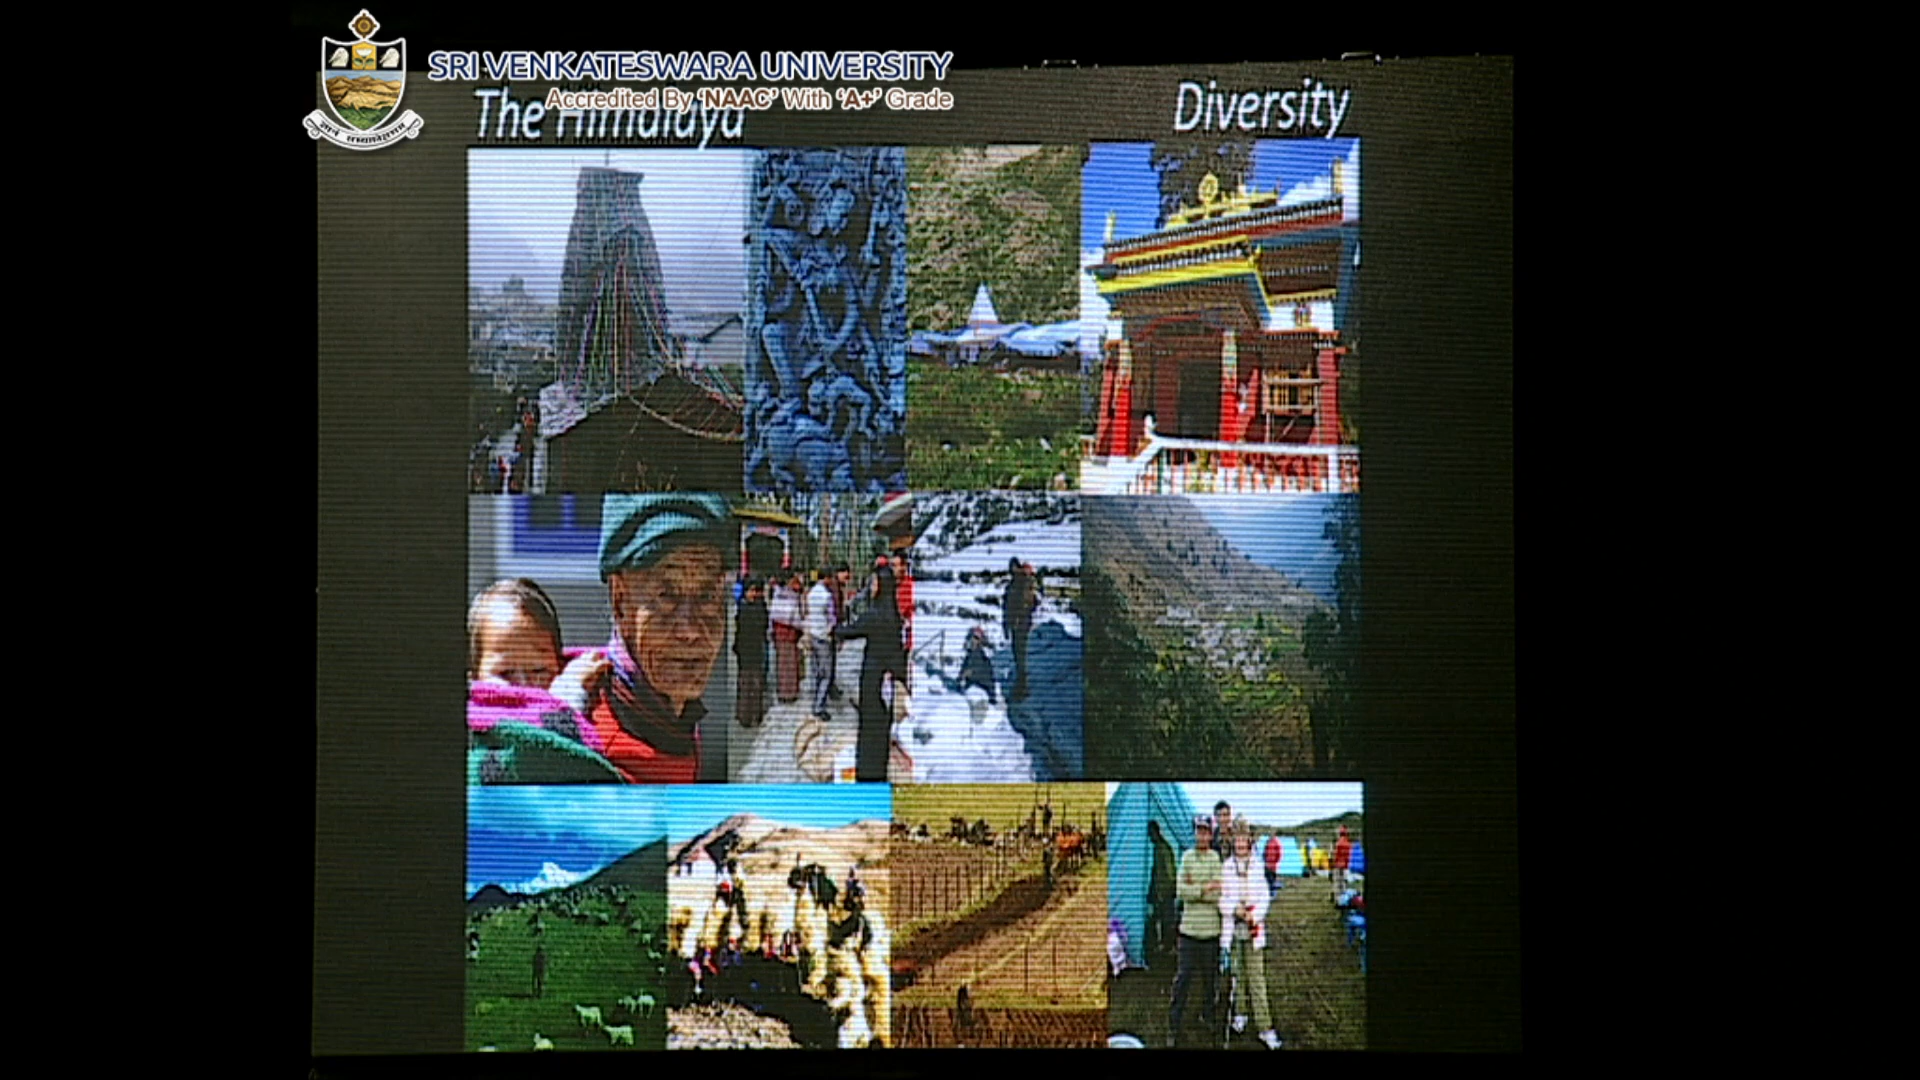 SRI VENKATESWARA UNIVERSITY
Accredited By 'NAAC' With 'A+' Grade
The Himalaya
Diversity